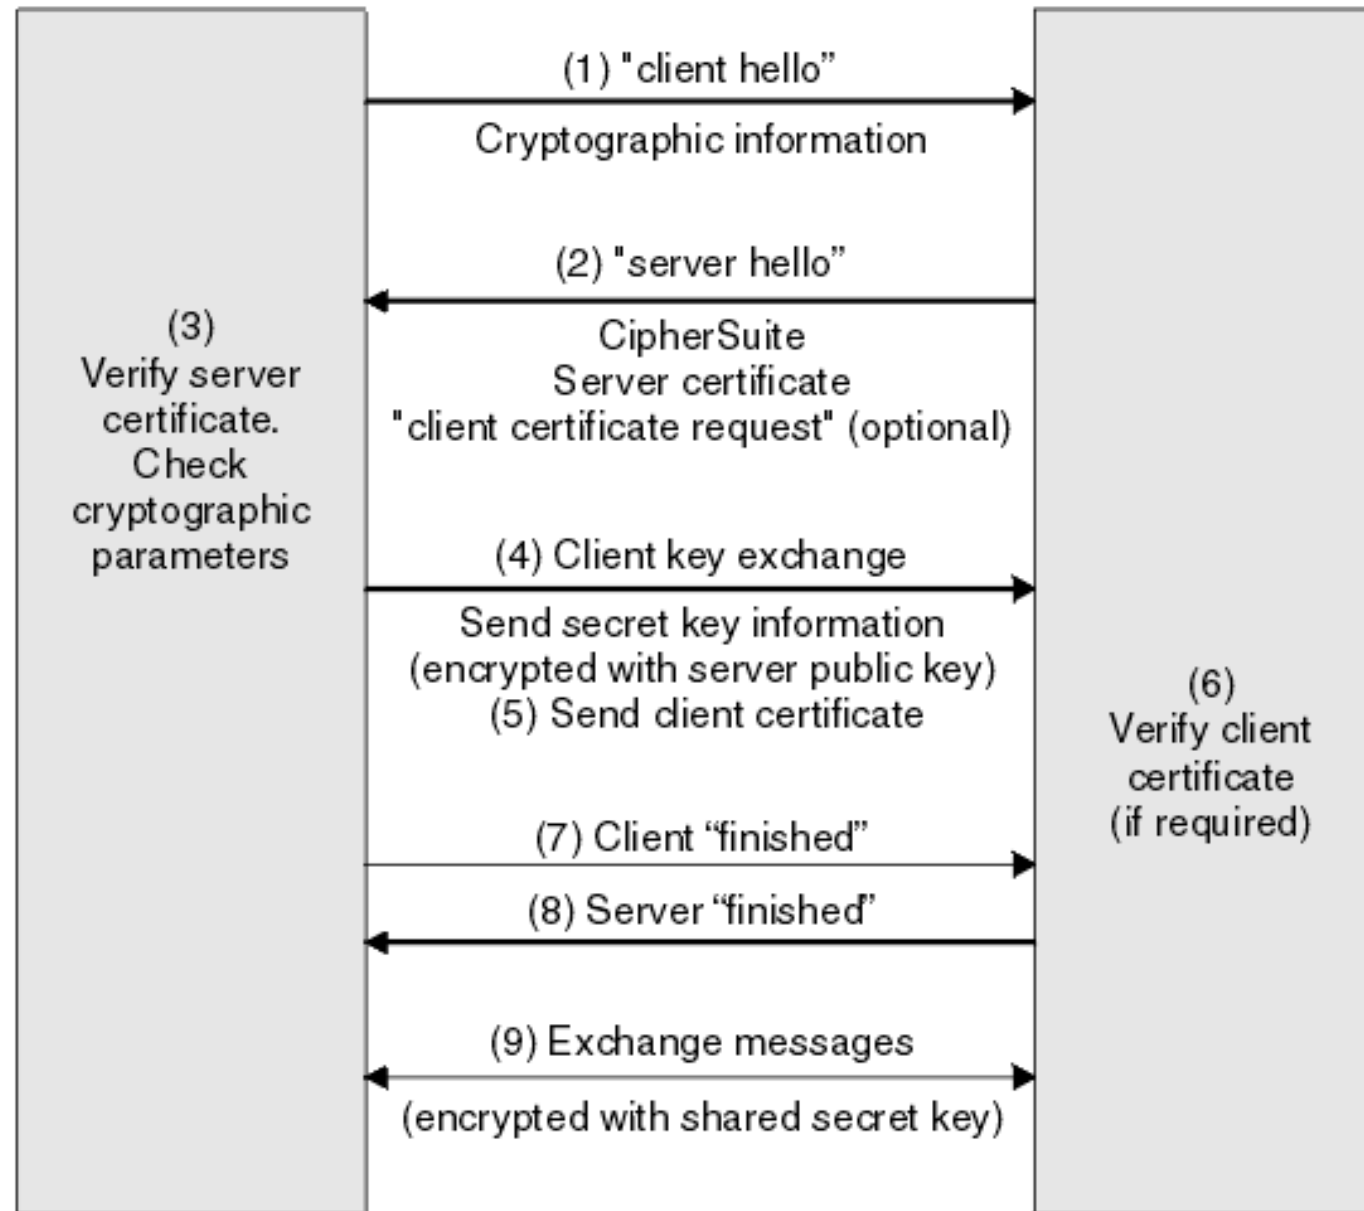 (1) "client hello”
Cryptographic information
(2) "server hello”
CipherSuite
Server certificate
"client certificate request" (optional)
(3)
Verify server
certificate.
Check
cryptographic
parameters
(4) Client key exchange
Send secret key information
(encrypted with server public key)
(5) Send client certificate
(6)
Verify client
certificate
(if required)
(7) Client “finished”
(8) Server “finished”
(9) Exchange messages
(encrypted with shared secret key)